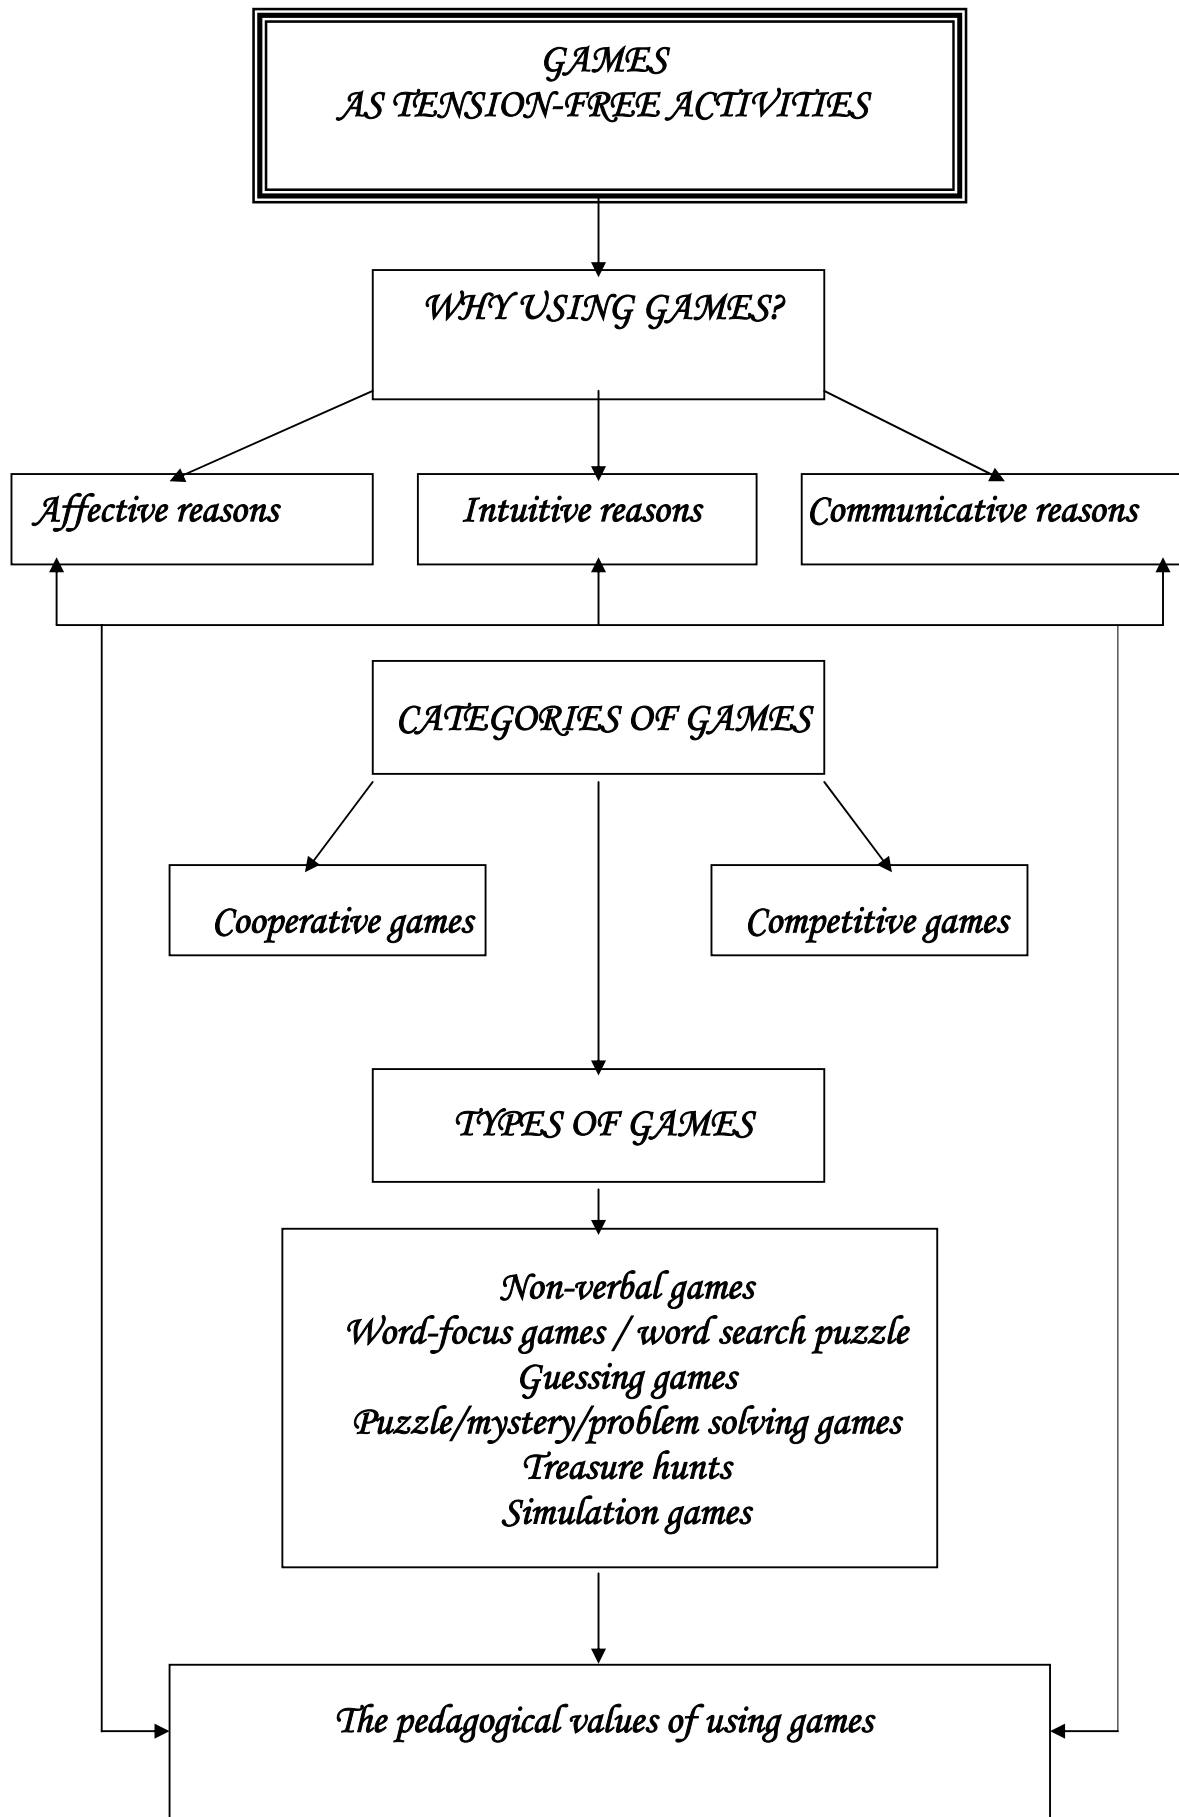 GAMES
AS TENSION-FREE ACTIVITIES
WHY USING GAMES?
Affective reasons
Intuitive reasons
Communicative reasons
CATEGORIES OF GAMES
Cooperative games
Competitive games
TYPES OF GAMES
Non-verbal games
Word-focus games / word search puzzle
Guessing games
Puzzle/mystery/problem solving games
Treasure hunts
Simulation games
The pedagogical values of using games